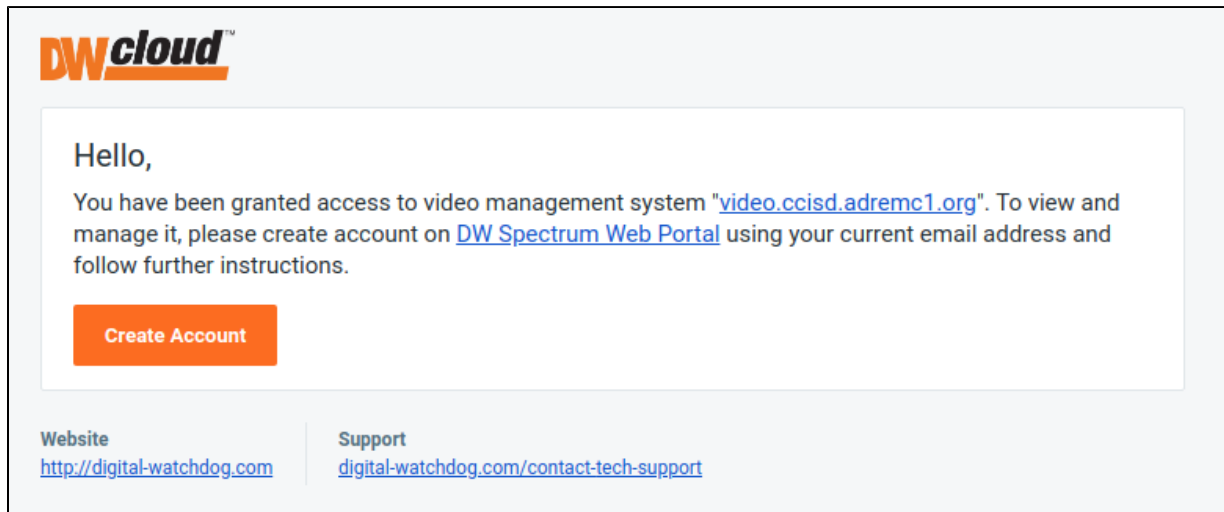 DWcloud™
Hello,
You have been granted access to video management system "video.ccisd.adremc1.org". To view and
manage it, please create account on DW Spectrum Web Portal using your current email address and
follow further instructions.
Create Account
Website
http://digital-watchdog.com
Support
digital-watchdog.com/contact-tech-support